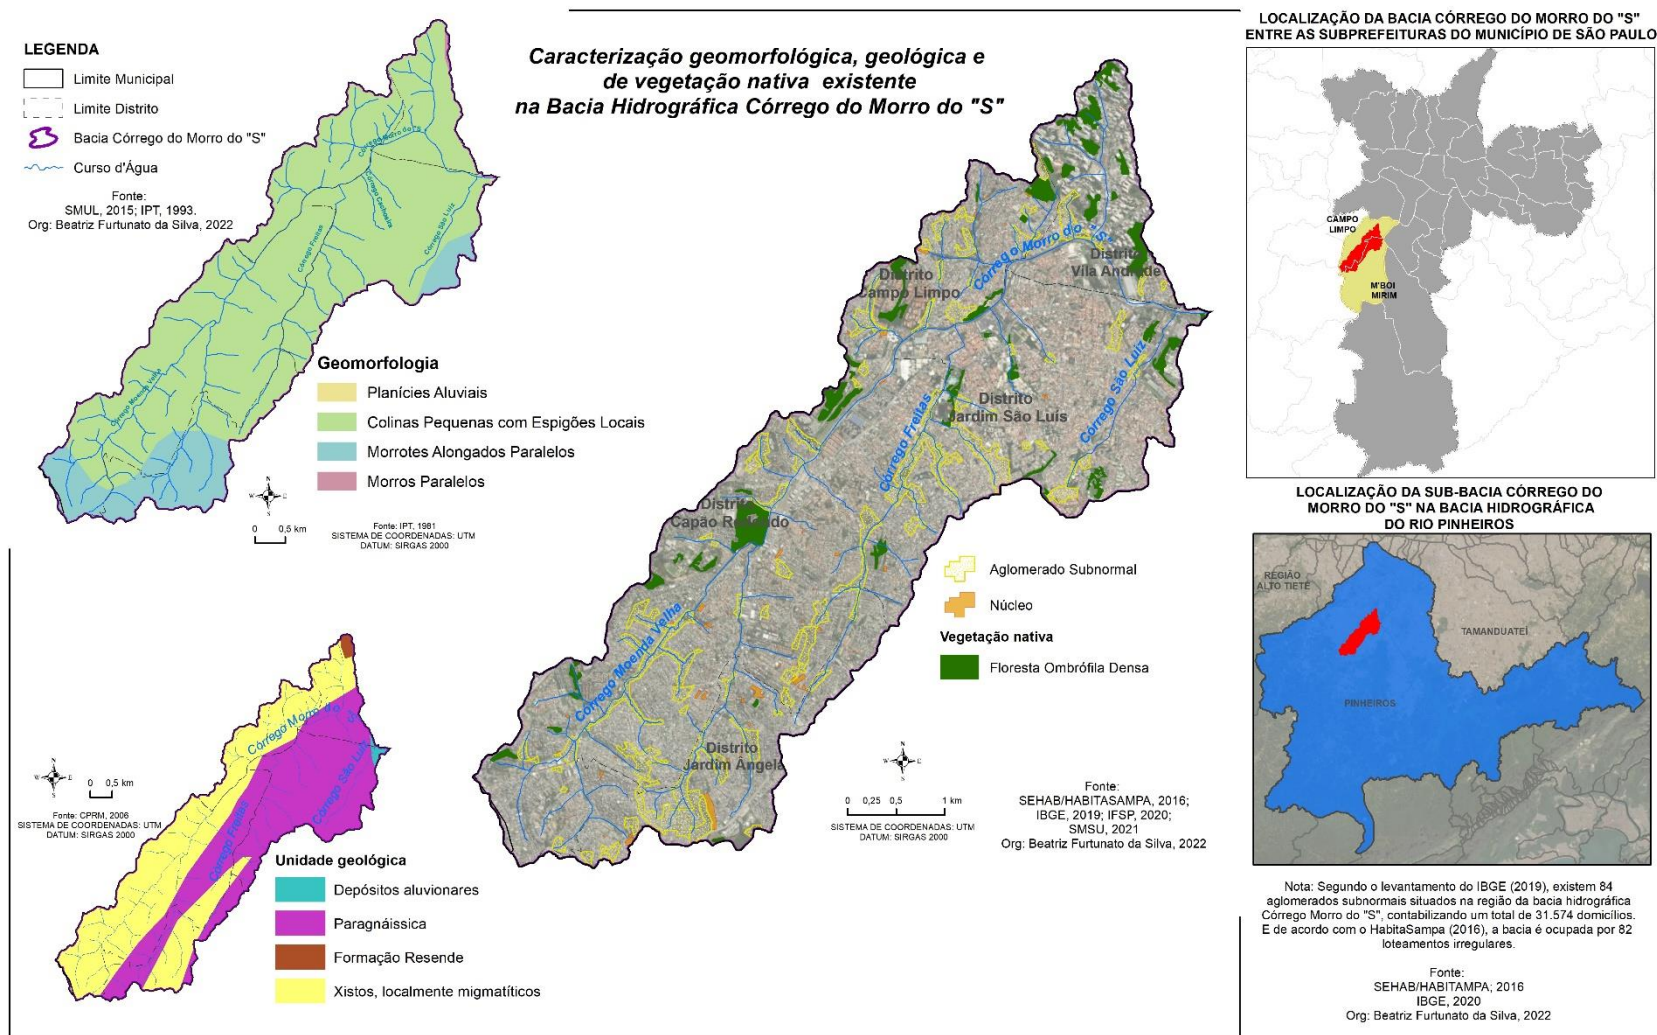 LEGENDA
Limite Municipal
Limite Distrito
Bacia Córrego do Morro do "S"
Curso d'Água
Fonte:
SMUL, 2015; IPT, 1993.
Org: Beatriz Furtunato da Silva, 2022
Córrego Morro do "S"
Córrego Cachoeira
Córrego São Luiz
Córrego Freitas
Córrego Moenda Velha
Geomorfologia
Planícies Aluviais
Colinas Pequenas com Espigões Locais
Morrotes Alongados Paralelos
Morros Paralelos
N
W
E
S
0 0,5 km
Fonte: IPT, 1981
SISTEMA DE COORDENADAS: UTM
DATUM: SIRGAS 2000
Córrego Morro do "S"
Córrego São Luiz
Córrego Freitas
N
W
E
S
0 0,5 km
Fonte: CPRM, 2006
SISTEMA DE COORDENADAS: UTM
DATUM: SIRGAS 2000
Unidade geológica
Depósitos aluvionares
Paragnáissica
Formação Resende
Xistos, localmente migmatíticos
Caracterização geomorfológica, geológica e
de vegetação nativa existente
na Bacia Hidrográfica Córrego do Morro do "S"
Córrego Morro do "S"
Distrito
Vila Andrade
Distrito
Campo Limpo
Córrego São Luiz
Distrito
Jardim São Luís
Córrego Freitas
Distrito
Capão Redondo
Córrego Moenda Velha
Distrito
Jardim Ângela
Aglomerado Subnormal
Núcleo
Vegetação nativa
Floresta Ombrófila Densa
N
W
E
S
0 0,25 0,5 1 km
SISTEMA DE COORDENADAS: UTM
DATUM: SIRGAS 2000
Fonte:
SEHAB/HABITASAMPA, 2016;
IBGE, 2019; IFSP, 2020;
SMSU, 2021
Org: Beatriz Furtunato da Silva, 2022
LOCALIZAÇÃO DA BACIA CÓRREGO DO MORRO DO "S"
ENTRE AS SUBPREFEITURAS DO MUNICÍPIO DE SÃO PAULO
CAMPO
LIMPO
M'BOI
MIRIM
LOCALIZAÇÃO DA SUB-BACIA CÓRREGO DO
MORRO DO "S" NA BACIA HIDROGRÁFICA
DO RIO PINHEIROS
REGIÃO
ALTO TIETÊ
TAMANDUATEÍ
PINHEIROS
Nota: Segundo o levantamento do IBGE (2019), existem 84
aglomerados subnormais situados na região da bacia hidrográfica
Córrego Morro do "S", contabilizando um total de 31.574 domicílios.
E de acordo com o HabitaSampa (2016), a bacia é ocupada por 82
loteamentos irregulares.
Fonte:
SEHAB/HABITAMPA; 2016
IBGE, 2020
Org: Beatriz Furtunato da Silva, 2022